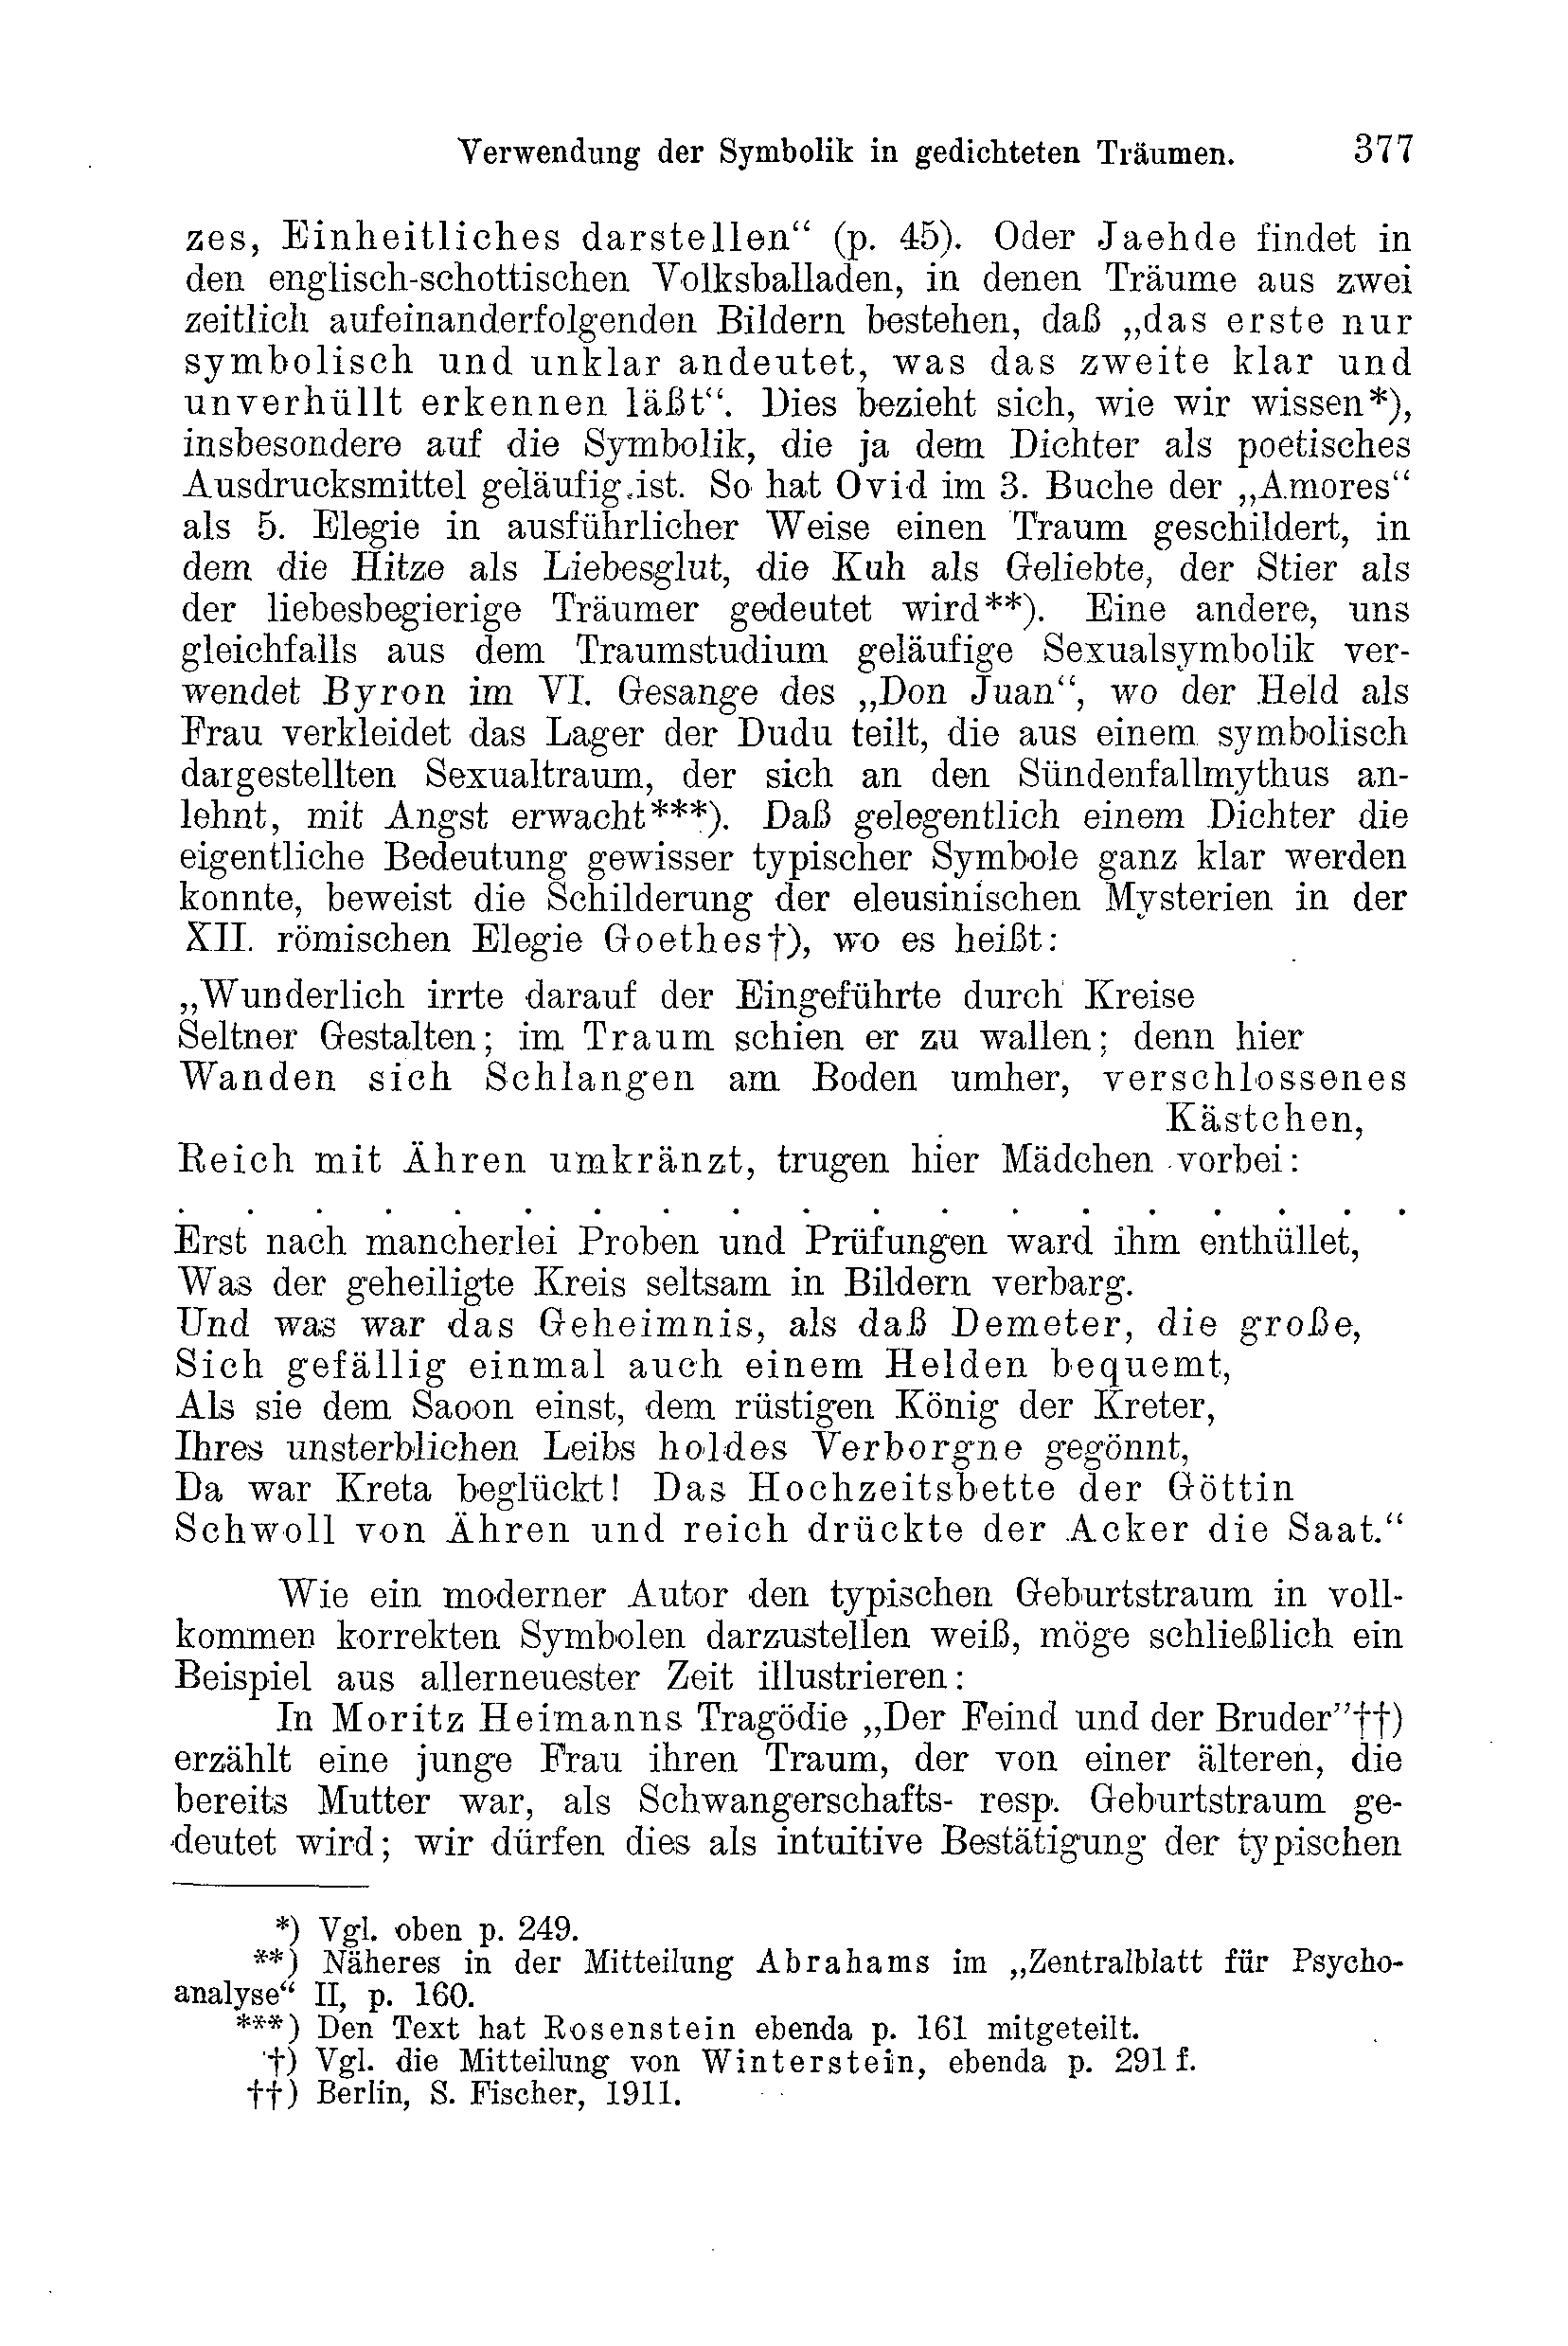 Verwendung der Symbolik in gedichteten Träumen. 377
zes, Einheitliches darstellen“ (p. 45). Oder Jaehde findet in
den englisch-schottischen Volksballaden, in denen Träume aus zwei
zeitlich aufeinanderfolgenden Bildern bestehen, daß „das erste nur
symbolisch und unklar andeutet, was das zweite klar und
unverhüllt erkennen läßt“. Dies bezieht sich, wie wir wissen*),
insbesondere auf die Symbolik, die ja dem Dichter als poetisches
Ausdrucksmittel geläufig ist. So hat Ovid im 3. Buche der „Amores“
als 5. Elegie in ausführlicher Weise einen Traum geschildert, in
dem die Hitze als Liebesglut, die Kuh als Geliebte, der Stier als
der liebesbegierige Träumer gedeutet wird**). Eine andere, uns
gleichfalls aus dem Traumstudium geläufige Sexualsymbolik ver-
wendet Byron im VI. Gesange des „Don Juan“, wo der Held als
Frau verkleidet das Lager der Dudu teilt, die aus einem symbolisch
dargestellten Sexualtraum, der sich an den Sündenfallmythus an-
lehnt, mit Angst erwacht***). Daß gelegentlich einem Dichter die
eigentliche Bedeutung gewisser typischer Symbole ganz klar werden
konnte, beweist die Schilderung der eleusinischen Mysterien in der
XII. römischen Elegie Goethes†), wo es heißt:
„Wunderlich irrte darauf der Eingeführte durch Kreise
Seltner Gestalten; im Traum schien er zu wallen; denn hier
Wanden sich Schlangen am Boden umher, verschlossenes
Kästchen,
Reich mit Ähren umkränzt, trugen hier Mädchen vorbei:
. . . . . . . . . . . . . . . . . .
Erst nach mancherlei Proben und Prüfungen ward ihm enthüllet,
Was der geheiligte Kreis seltsam in Bildern verbarg.
Und was war das Geheimnis, als daß Demeter, die große,
Sich gefällig einmal auch einem Helden bequemt,
Als sie dem Saoon einst, dem rüstigen König der Kreter,
Ihres unsterblichen Leibs holdes Verborgne gegönnt,
Da war Kreta beglückt! Das Hochzeitsbette der Göttin
Schwoll von Ähren und reich drückte der Acker die Saat.“
Wie ein moderner Autor den typischen Geburtstraum in voll-
kommen korrekten Symbolen darzustellen weiß, möge schließlich ein
Beispiel aus allerneuester Zeit illustrieren:
In Moritz Heimanns Tragödie „Der Feind und der Bruder”††)
erzählt eine junge Frau ihren Traum, der von einer älteren, die
bereits Mutter war, als Schwangerschafts- resp. Geburtstraum ge-
deutet wird; wir dürfen dies als intuitive Bestätigung der typischen
*) Vgl. oben p. 249.
**) Näheres in der Mitteilung Abrahams im „Zentralblatt für Psycho-
analyse“ II, p. 160.
***) Den Text hat Rosenstein ebenda p. 161 mitgeteilt.
†) Vgl. die Mitteilung von Winterstein, ebenda p. 291 f.
††) Berlin, S. Fischer, 1911.